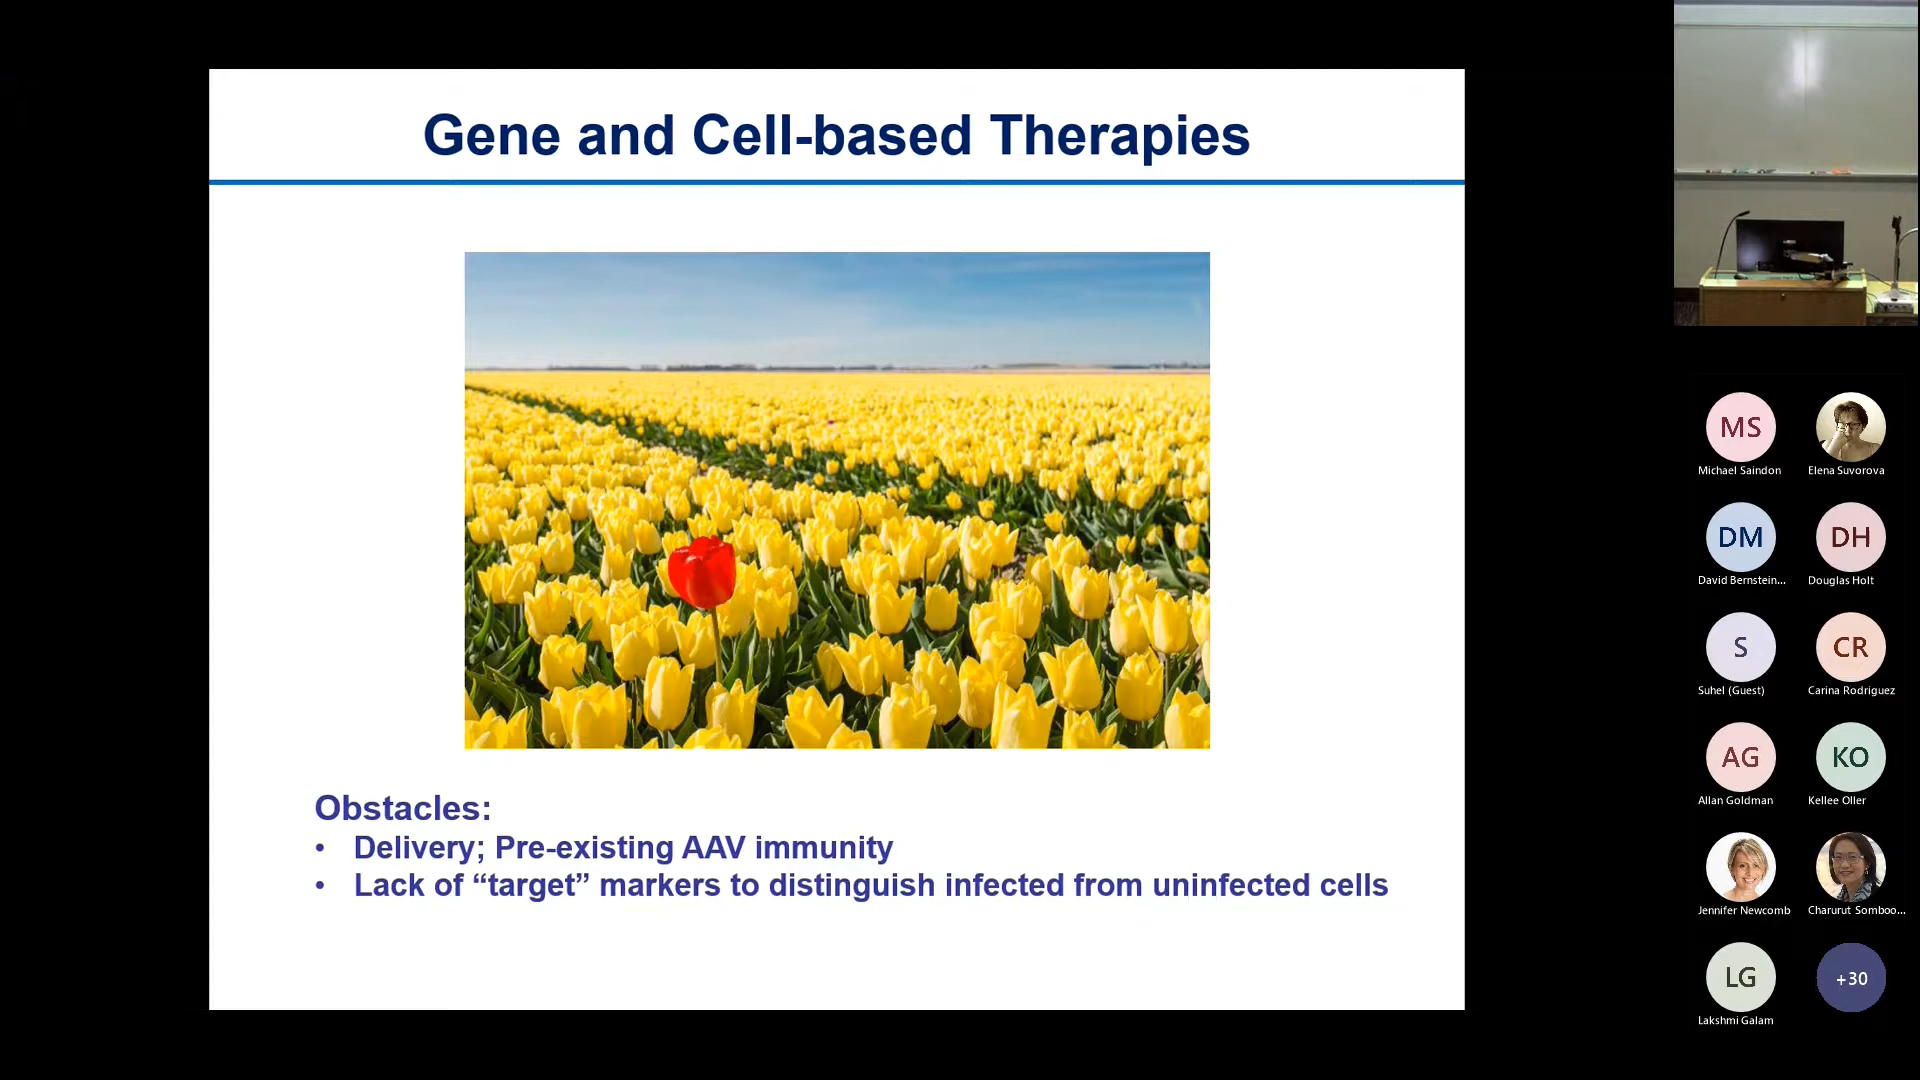 Gene and Cell-based Therapies
Obstacles:
• Delivery; Pre-existing AAV immunity
• Lack of “target” markers to distinguish infected from uninfected cells
MS
Michael Saindon
Elena Suvorova
DM
David Bernstein...
DH
Douglas Holt
S
Suhel (Guest)
CR
Carina Rodriguez
AG
Allan Goldman
KO
Kellee Oller
Jennifer Newcomb
Charurut Somboo...
LG
Lakshmi Galam
+30